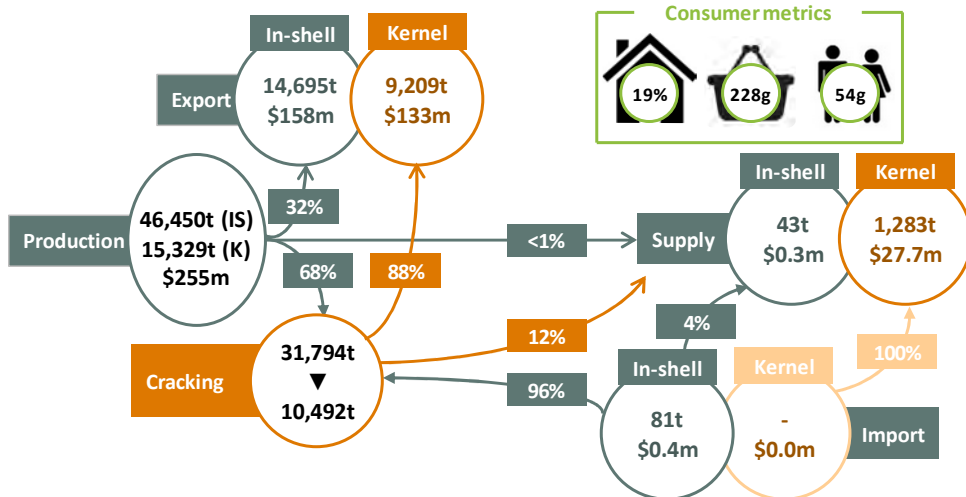 Consumer metrics
19%
228g
54g
In-shell
Kernel
Export
14,695t
$158m
9,209t
$133m
32%
Production
46,450t (IS)
15,329t (K)
$255m
<1%
68%
88%
In-shell
Kernel
Supply
43t
$0.3m
1,283t
$27.7m
Cracking
31,794t
▼
10,492t
12%
4%
96%
100%
In-shell
Kernel
81t
$0.4m
-
$0.0m
Import